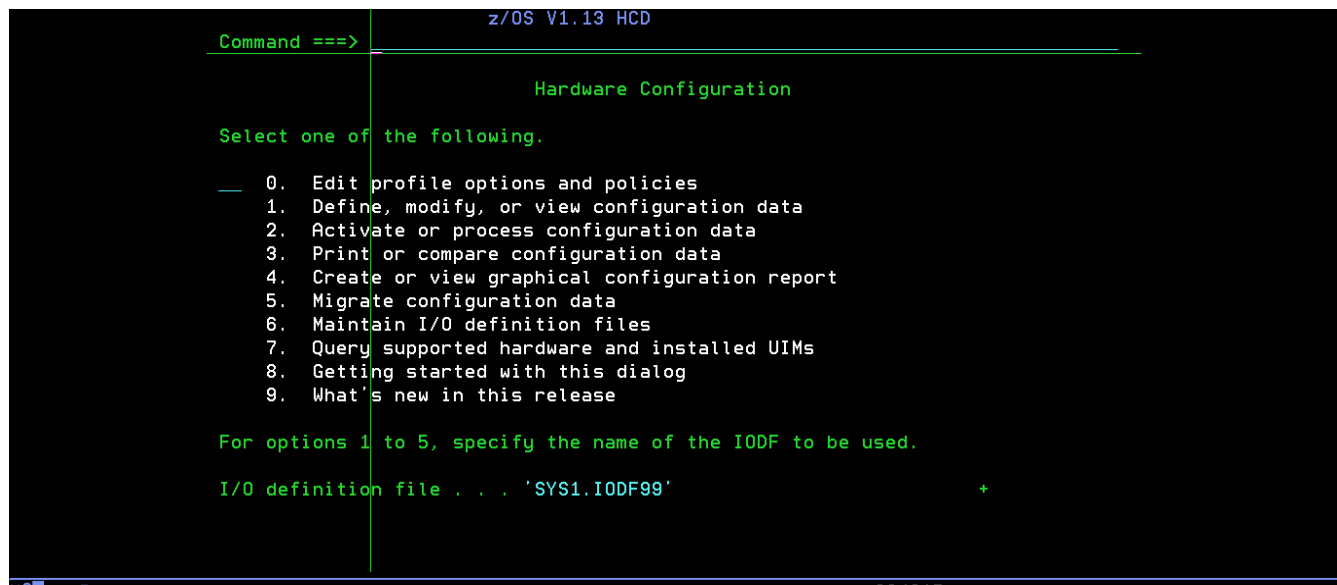 z/OS V1.13 HCD
Command ===>
Hardware Configuration
Select one of the following.
__ 0. Edit profile options and policies
1. Define, modify, or view configuration data
2. Activate or process configuration data
3. Print or compare configuration data
4. Create or view graphical configuration report
5. Migrate configuration data
6. Maintain I/O definition files
7. Query supported hardware and installed UIMs
8. Getting started with this dialog
9. What's new in this release
For options 1 to 5, specify the name of the IODF to be used.
I/O definition file . . . 'SYS1.IODF99' +